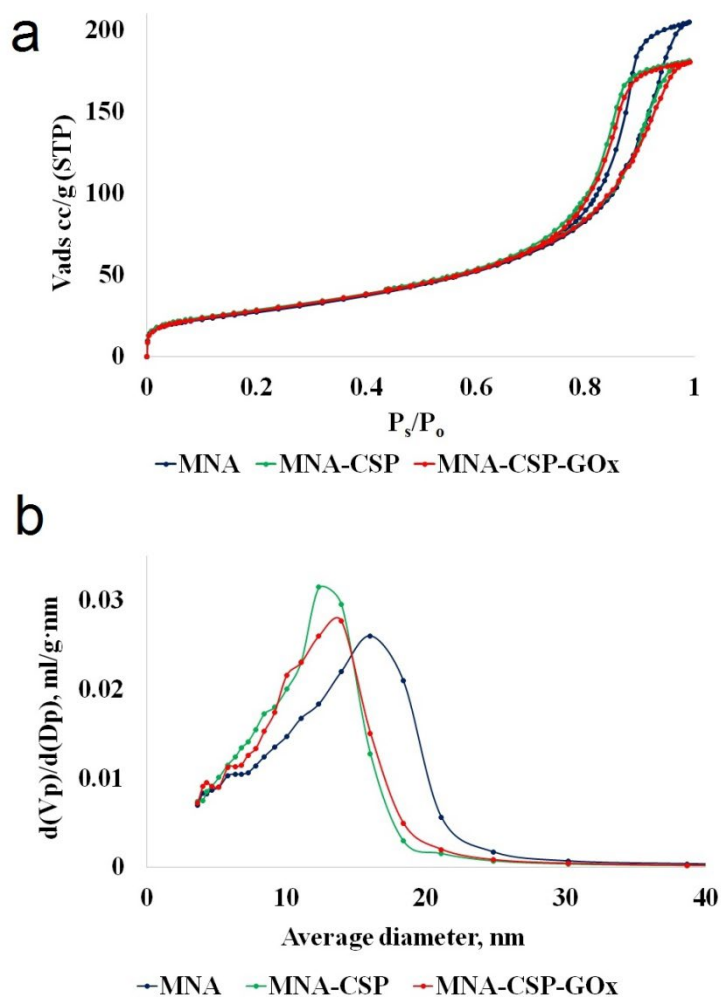 a
200
150
100
50
0
Vads cc/g (STP)
0 0.2 0.4 0.6 0.8 1
Ps/Po
MNA MNA-CSP MNA-CSP-GOx
b
0.03
0.02
0.01
0
d(Vp)/d(Dp), ml/g·nm
0 10 20 30 40
Average diameter, nm
MNA MNA-CSP MNA-CSP-GOx